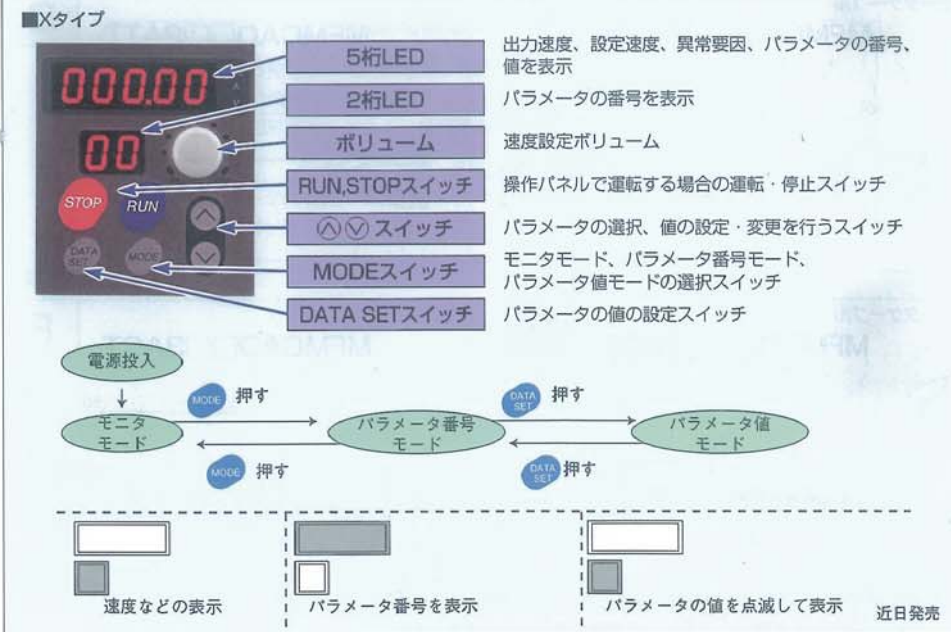 ■Xタイプ
000.00
A
V
00
STOP
RUN
DATA
SET
MODE
5桁LED
出力速度、設定速度、異常要因、パラメータの番号、
値を表示
2桁LED
パラメータの番号を表示
ボリューム
速度設定ボリューム
RUN,STOPスイッチ
操作パネルで運転する場合の運転・停止スイッチ
スイッチ
パラメータの選択、値の設定・変更を行うスイッチ
MODEスイッチ
モニタモード、パラメータ番号モード、
パラメータ値モードの選択スイッチ
DATA SETスイッチ
パラメータの値の設定スイッチ
電源投入
MODE 押す
DATA
SET 押す
モニタ
モード
パラメータ番号
モード
パラメータ値
モード
MODE 押す
DATA
SET 押す
速度などの表示
パラメータ番号を表示
パラメータの値を点滅して表示
近日発売